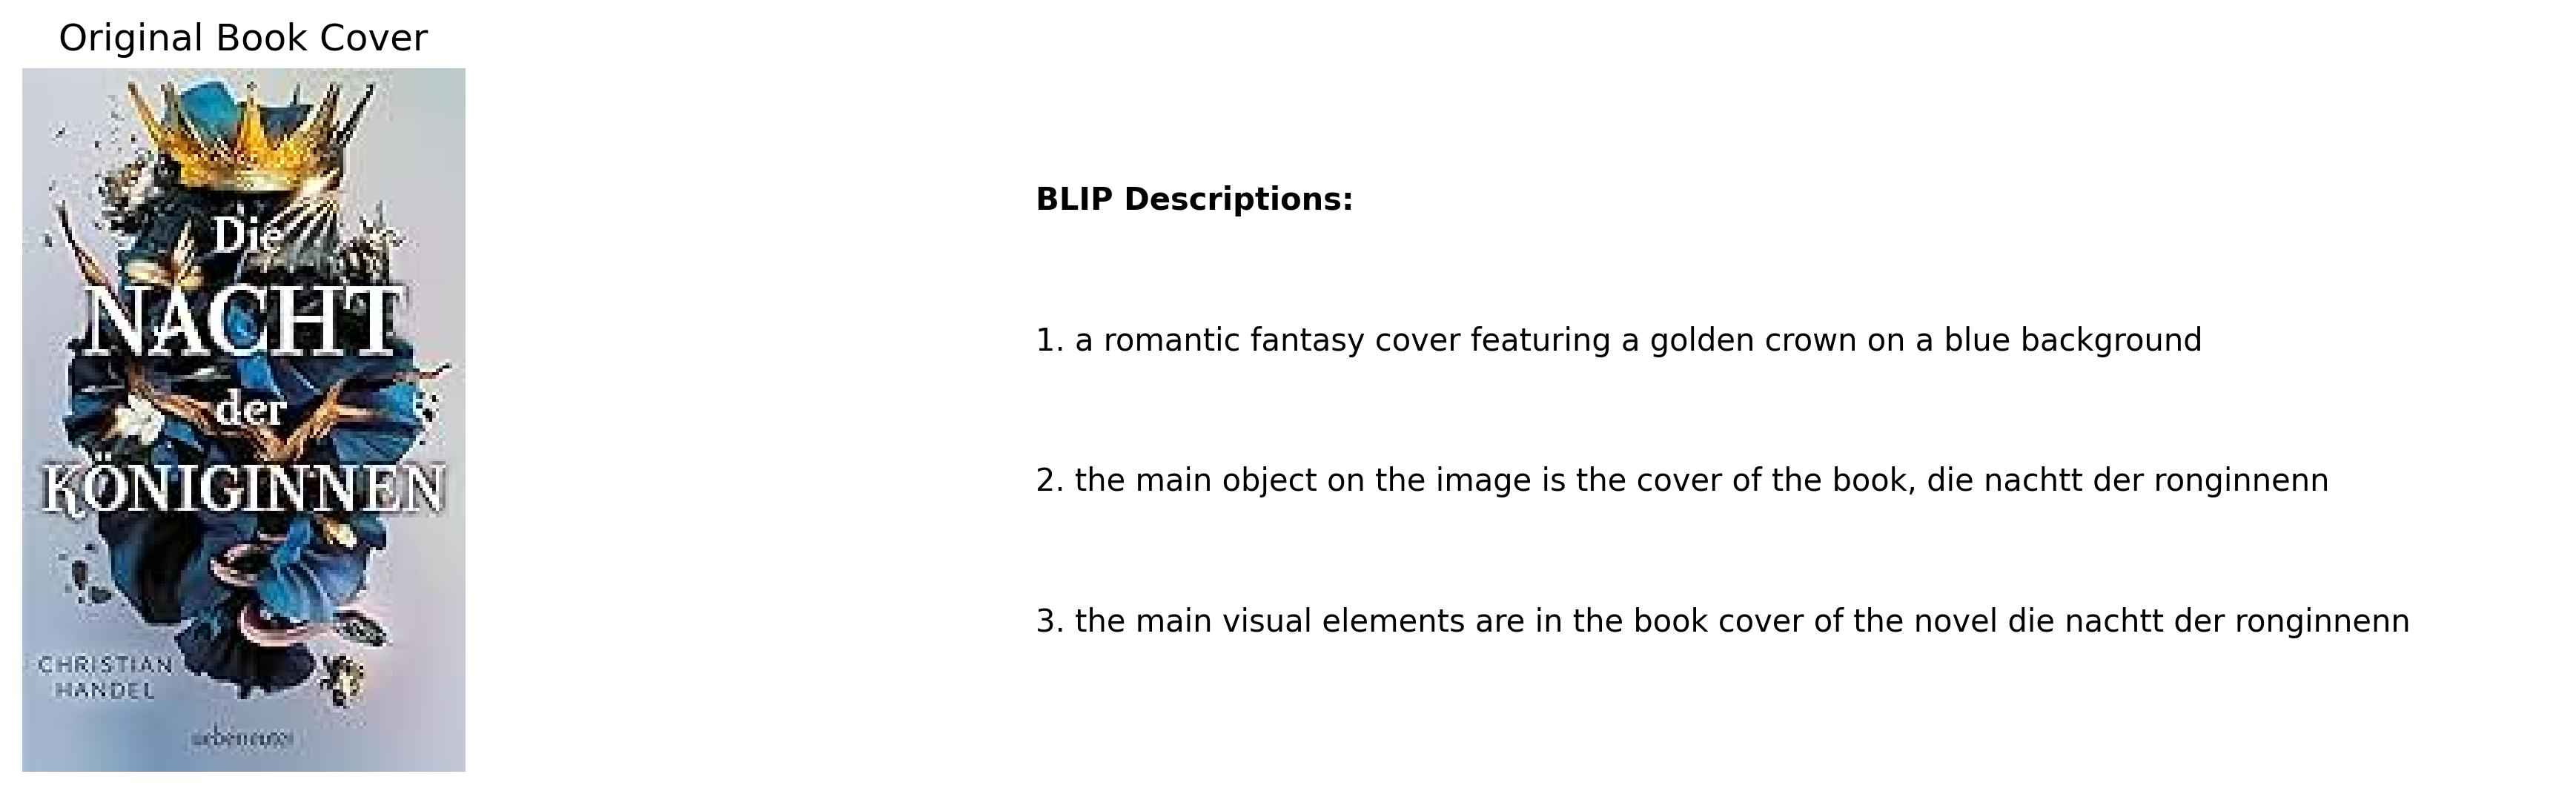 Original Book Cover
Die
NACHT
der
KÖNIGINNEN
CHRISTIAN
HANDEL
ueberreuter
BLIP Descriptions:
1. a romantic fantasy cover featuring a golden crown on a blue background
2. the main object on the image is the cover of the book, die nachtt der ronginnenn
3. the main visual elements are in the book cover of the novel die nachtt der ronginnenn